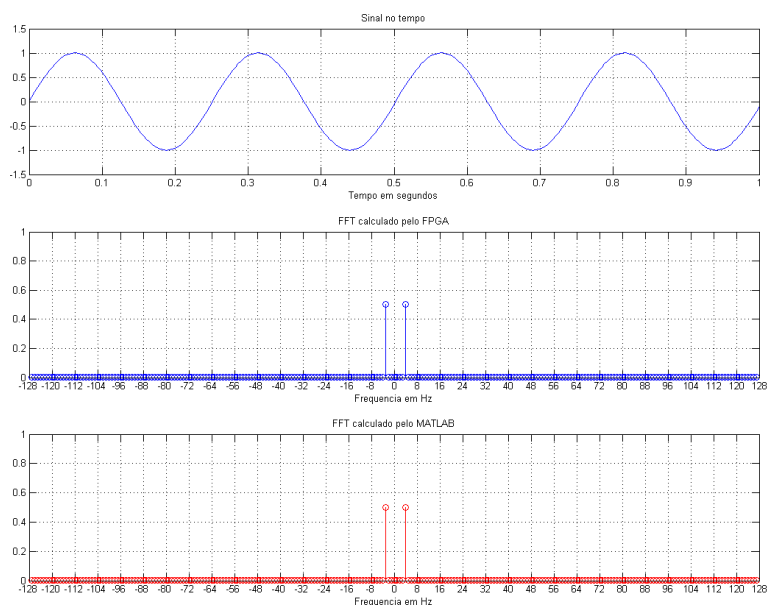 Sinal no tempo
1.5
1
0.5
0
-0.5
-1
-1.5
0 0.1 0.2 0.3 0.4 0.5 0.6 0.7 0.8 0.9 1
Tempo em segundos
FFT calculado pelo FPGA
1
0.8
0.6
0.4
0.2
0
-128 -120 -112 -104 -96 -88 -80 -72 -64 -56 -48 -40 -32 -24 -16 -8 0 8 16 24 32 40 48 56 64 72 80 88 96 104 112 120 128
Frequencia em Hz
FFT calculado pelo MATLAB
1
0.8
0.6
0.4
0.2
0
-128 -120 -112 -104 -96 -88 -80 -72 -64 -56 -48 -40 -32 -24 -16 -8 0 8 16 24 32 40 48 56 64 72 80 88 96 104 112 120 128
Frequencia em Hz